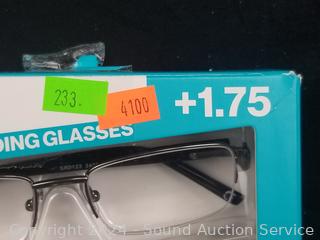 233.
4100
+1.75
DING GLASSES
Copyright 2024 - Sound Auction Service